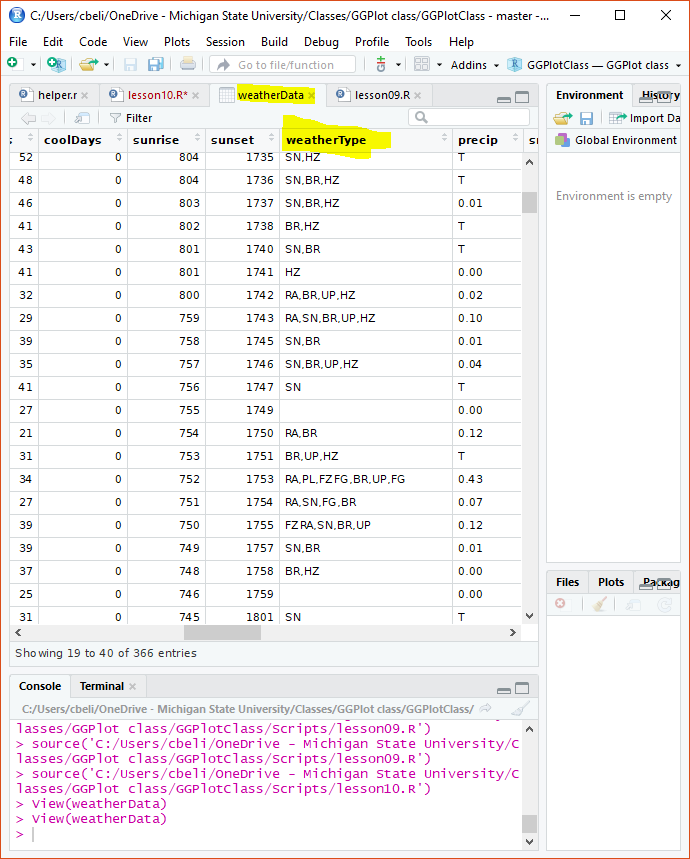 C:/Users/cbeli/OneDrive - Michigan State University/Classes/GGPlot class/GGPlotClass - master -...
File Edit Code View Plots Session Build Debug Profile Tools Help
Go to file/function Addins GGPLOTClass — GGPlot class
helper.r lesson10.R* weatherData lesson09.R
Filter
s coolDays sunrise sunset weatherType precip sn
52 0 804 1735 SN,HZ T
48 0 804 1736 SN,BR,HZ T
46 0 803 1737 SN,BR,HZ 0.01
41 0 802 1738 BR,HZ T
43 0 801 1740 SN,BR T
41 0 801 1741 HZ 0.00
32 0 800 1742 RA,BR,UP,HZ 0.02
29 0 759 1743 RA,SN,BR,UP,HZ 0.10
39 0 758 1745 SN,BR 0.01
35 0 757 1746 SN,BR,UP,HZ 0.04
41 0 756 1747 SN T
27 0 755 1749 0.00
21 0 754 1750 RA,BR 0.12
31 0 753 1751 BR,UP,HZ T
34 0 752 1753 RA,PL,FZFG,BR,UP,FG 0.43
27 0 751 1754 RA,SN,FG,BR 0.07
39 0 750 1755 FZRA,SN,BR,UP 0.12
39 0 749 1757 SN,BR 0.01
37 0 748 1758 BR,HZ 0.00
25 0 746 1759 0.00
31 0 745 1801 SN T
Showing 19 to 40 of 366 entries
Console Terminal
C:/Users/cbeli/OneDrive - Michigan State University/Classes/GGPlot class/GGPlotClass/
lasses/GGPlot class/GGPlotClass/Scripts/lesson09.R')
> source('C:/Users/cbeli/OneDrive - Michigan State University/C
lasses/GGPlot class/GGPlotClass/Scripts/lesson09.R')
> source('C:/Users/cbeli/OneDrive - Michigan State University/C
lasses/GGPlot class/GGPlotClass/Scripts/lesson10.R')
> View(weatherData)
> View(weatherData)
>
Environment History
Import Da
Global Environment
Environment is empty
Files Plots Packag